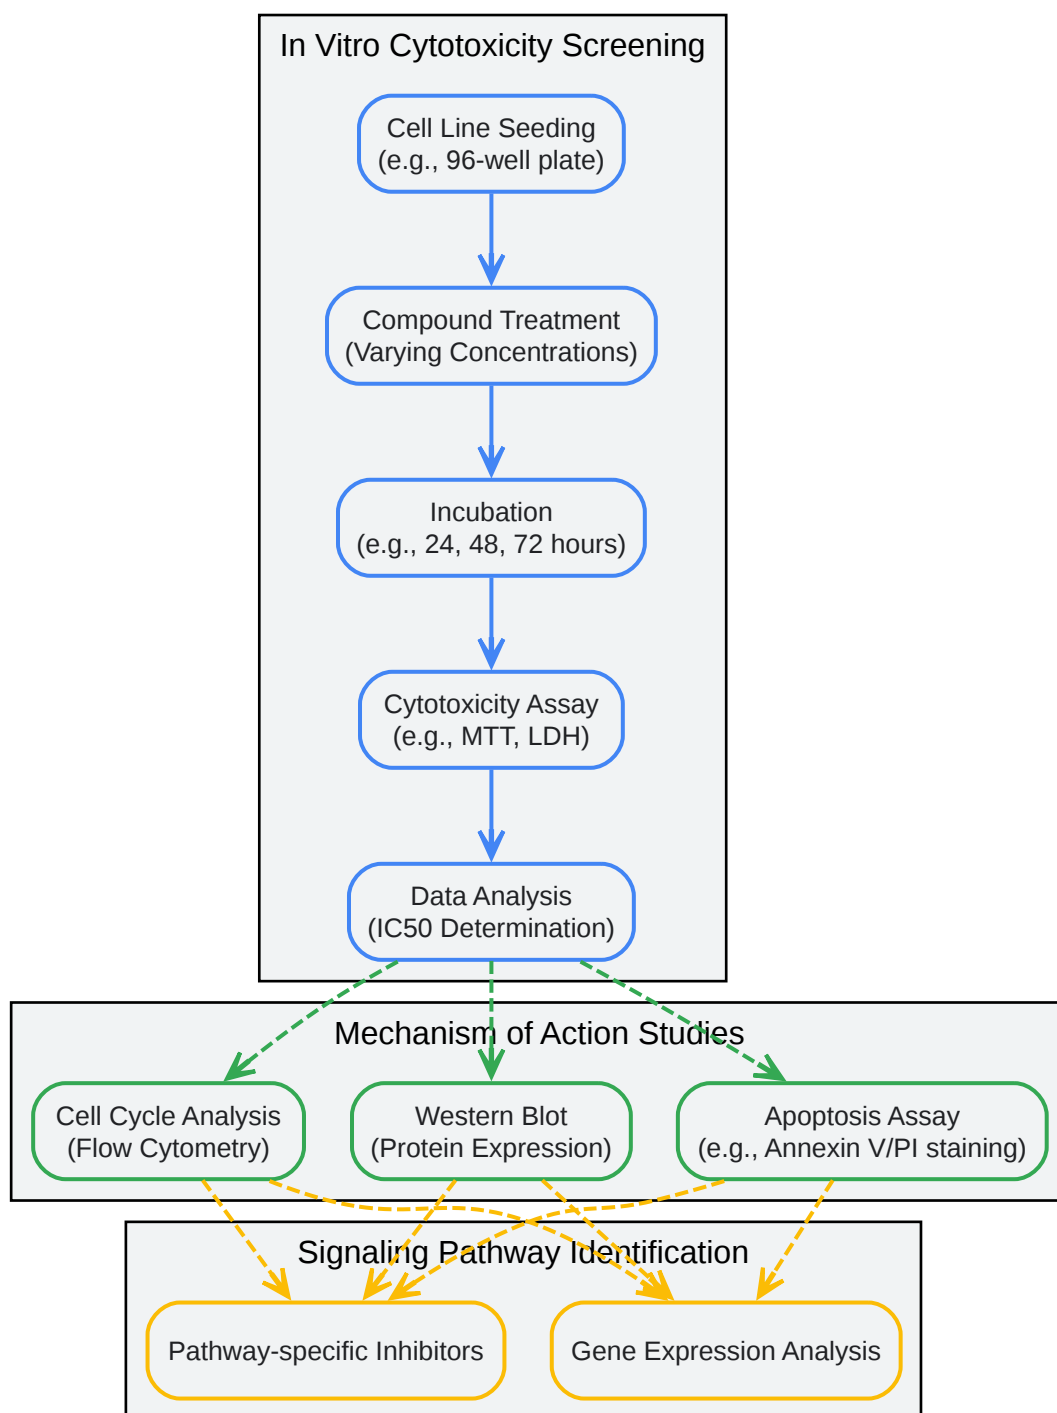 In Vitro Cytotoxicity Screening
Cell Line Seeding
(e.g., 96-well plate)
Compound Treatment
(Varying Concentrations)
Incubation
(e.g., 24, 48, 72 hours)
Cytotoxicity Assay
(e.g., MTT, LDH)
Data Analysis
(IC50 Determination)
Mechanism of Action Studies
Cell Cycle Analysis
(Flow Cytometry)
Western Blot
(Protein Expression)
Apoptosis Assay
(e.g., Annexin V/PI staining)
Signaling Pathway Identification
Pathway-specific Inhibitors
Gene Expression Analysis